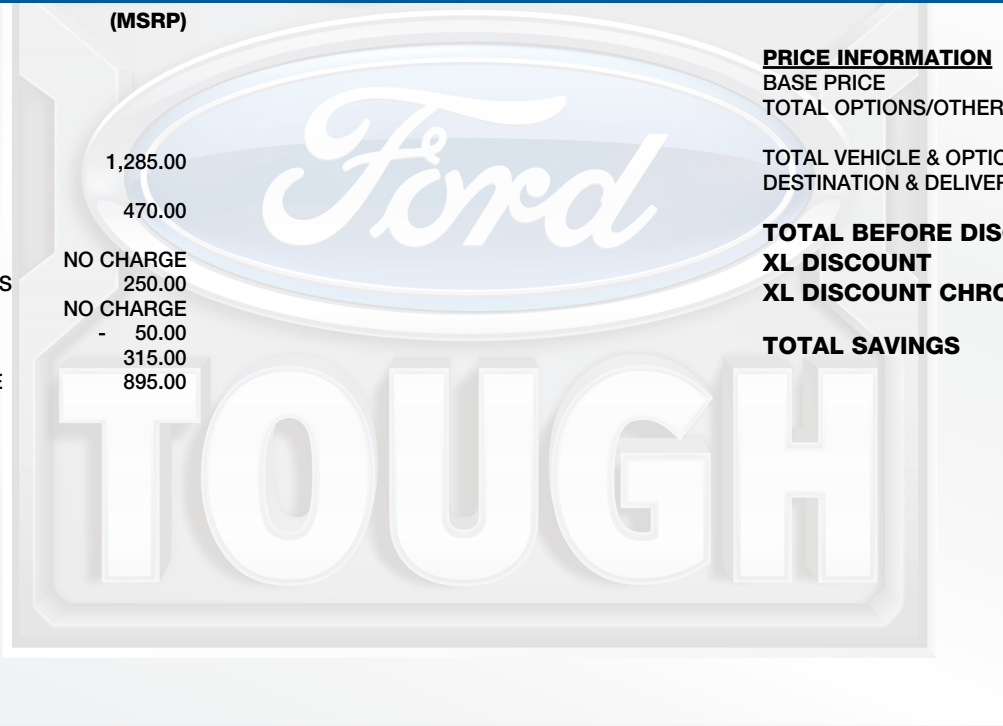 (MSRP)
1,285.00
470.00
NO CHARGE
S 250.00
NO CHARGE
- 50.00
315.00
E 895.00
PRICE INFORMATION
BASE PRICE
TOTAL OPTIONS/OTHER
TOTAL VEHICLE & OPTIO
DESTINATION & DELIVER
TOTAL BEFORE DISC
XL DISCOUNT
XL DISCOUNT CHRO
TOTAL SAVINGS
Ford
TOUGH